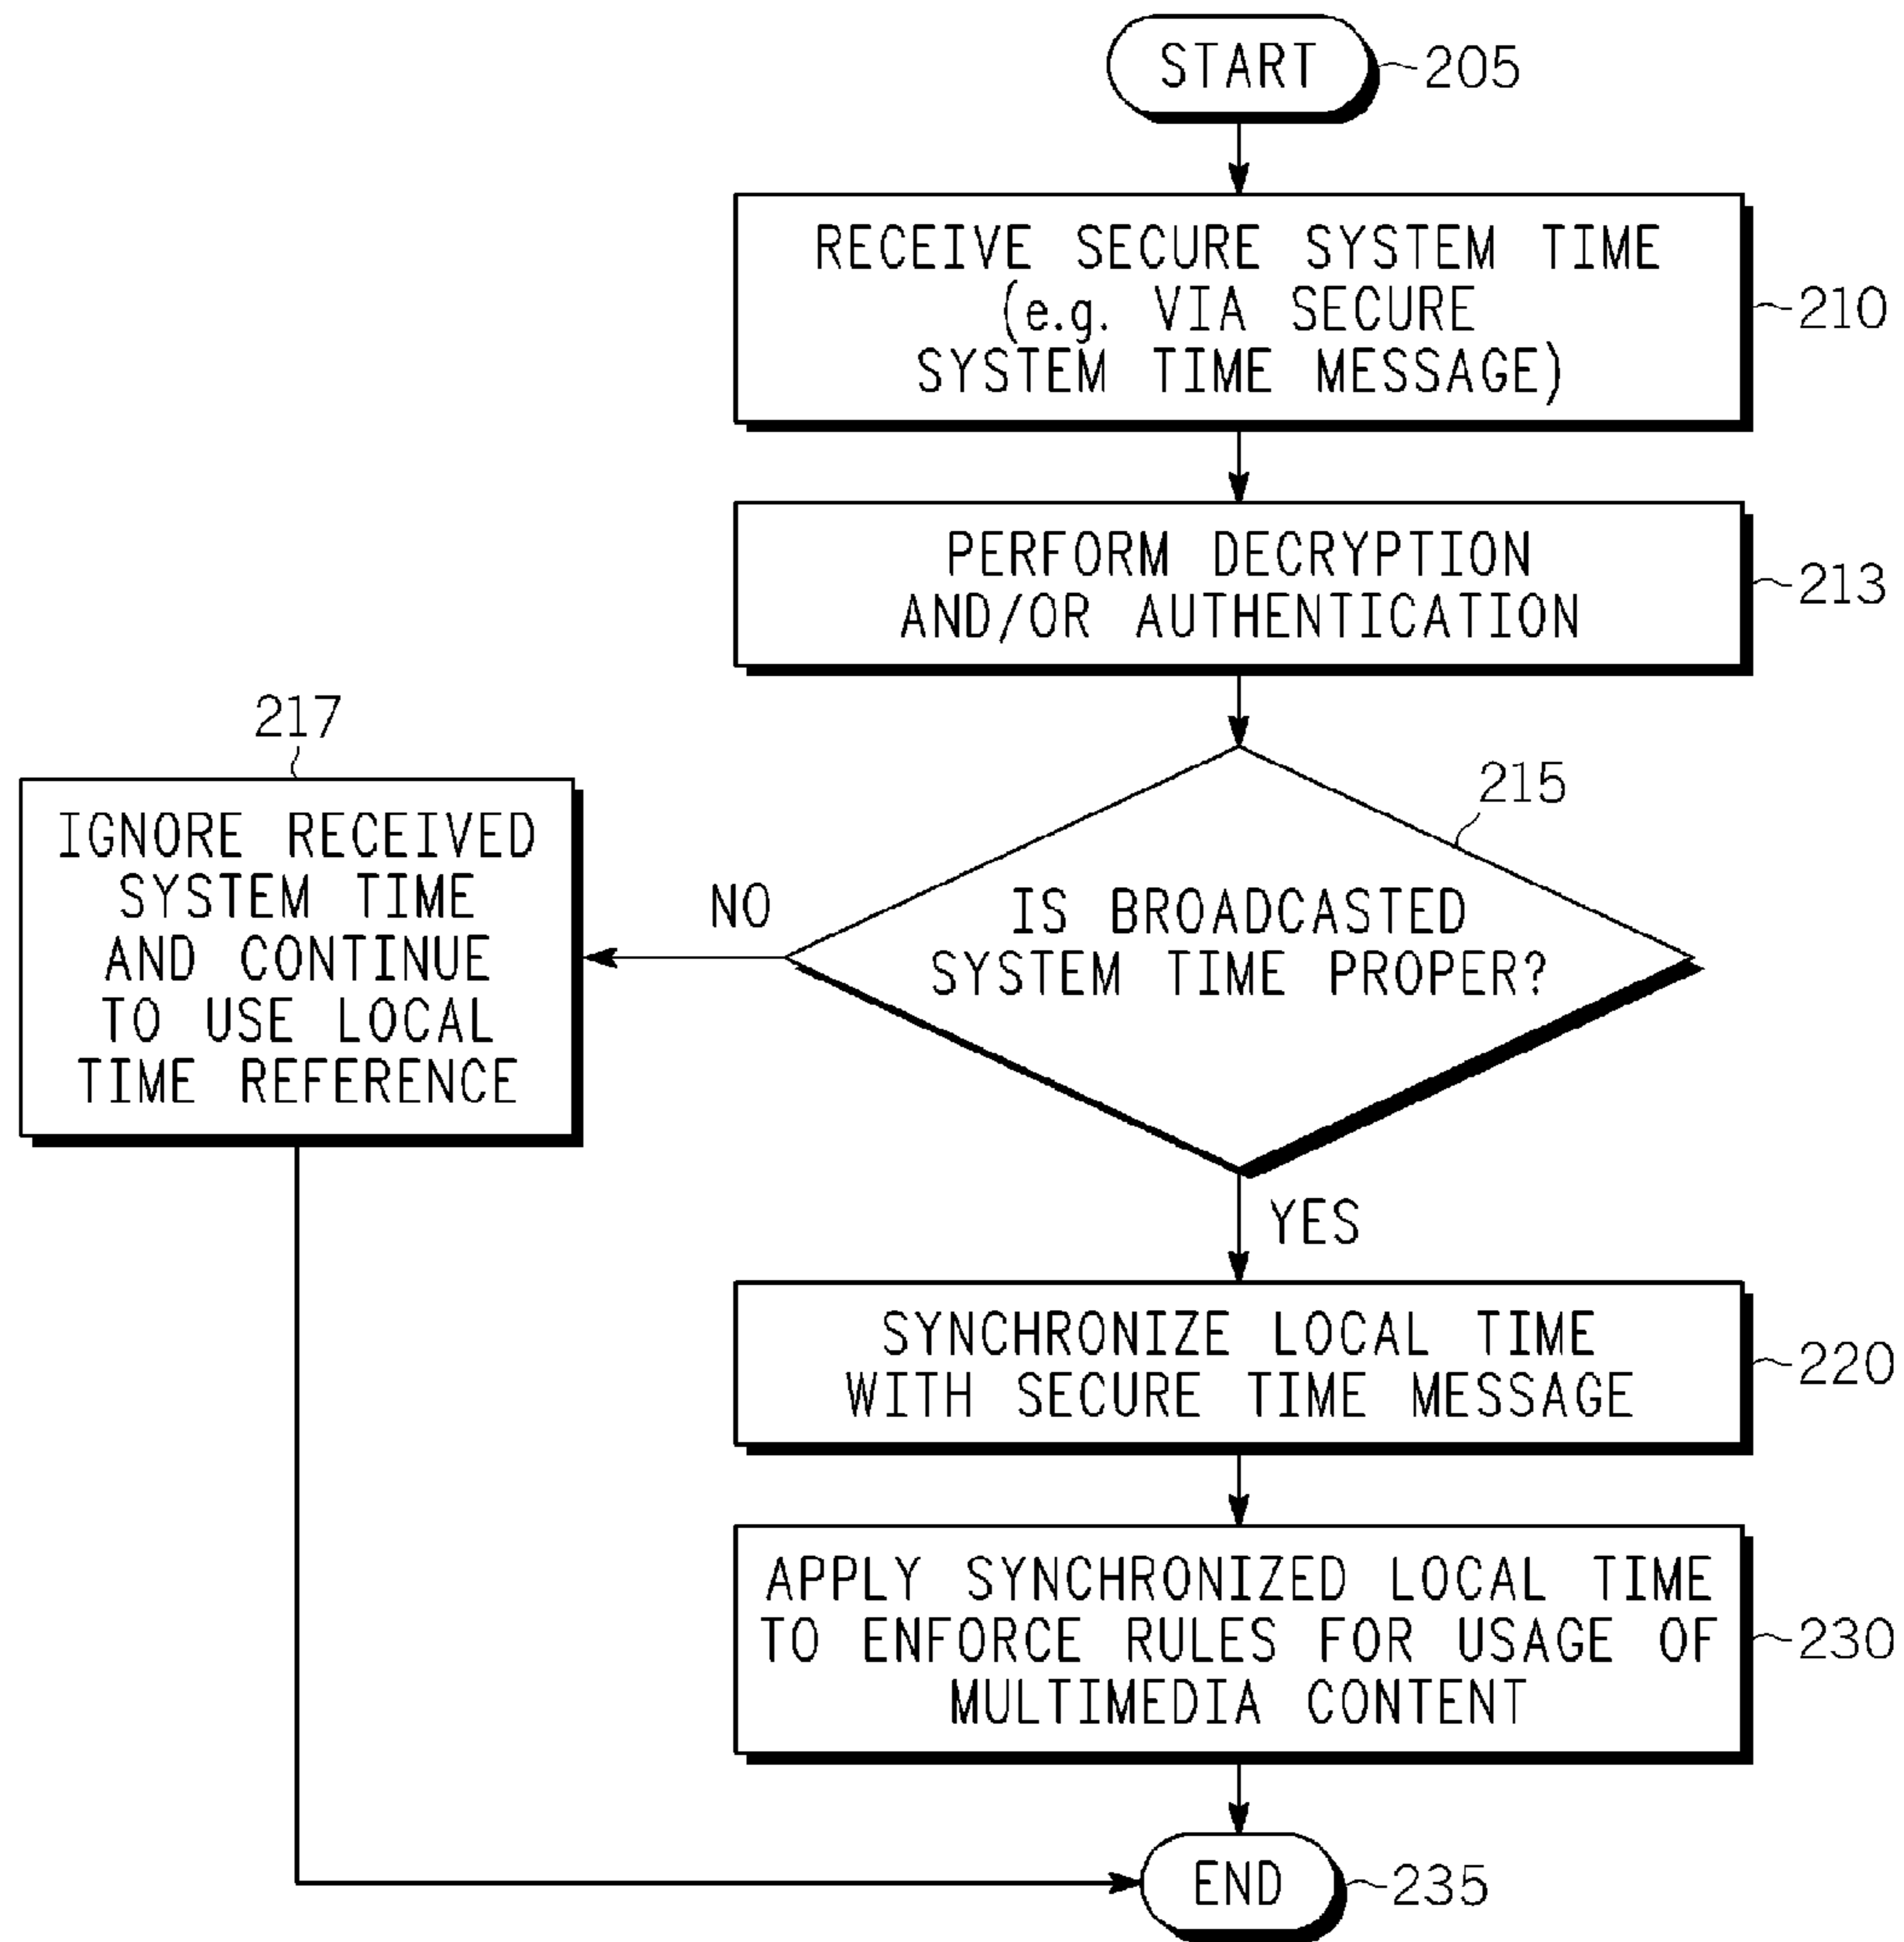 START
205
RECEIVE SECURE SYSTEM TIME
(e.g. VIA SECURE
SYSTEM TIME MESSAGE)
210
PERFORM DECRYPTION
AND/OR AUTHENTICATION
213
217
IGNORE RECEIVED
SYSTEM TIME
AND CONTINUE
TO USE LOCAL
TIME REFERENCE
NO
215
IS BROADCASTED
SYSTEM TIME PROPER?
YES
SYNCHRONIZE LOCAL TIME
WITH SECURE TIME MESSAGE
220
APPLY SYNCHRONIZED LOCAL TIME
TO ENFORCE RULES FOR USAGE OF
MULTIMEDIA CONTENT
230
END
235